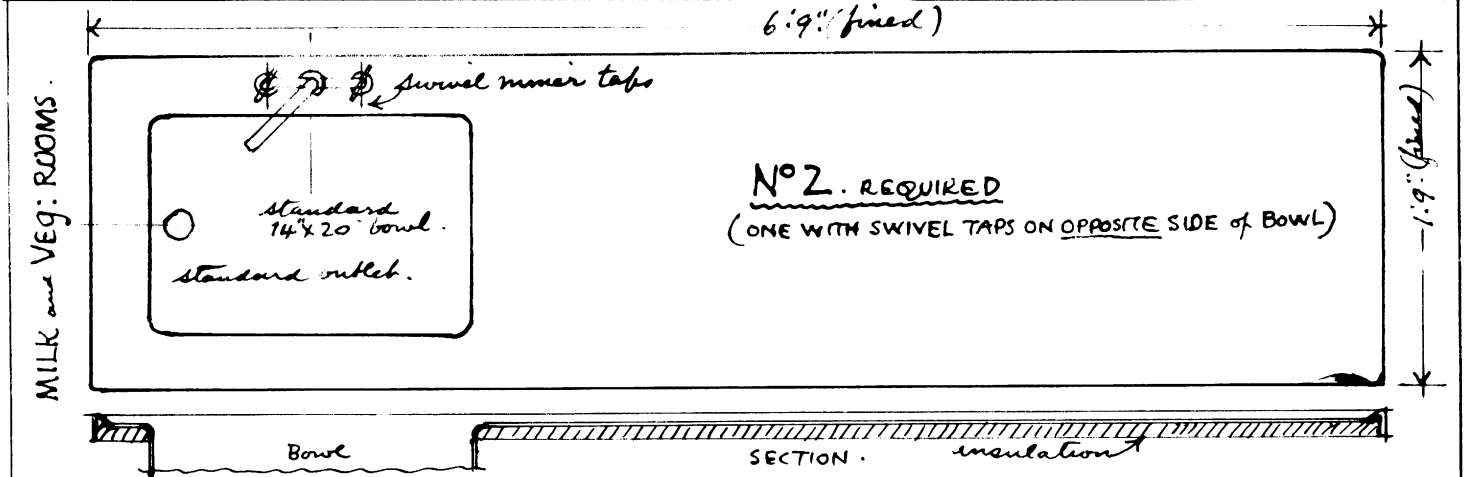 6'.9" (fixed)
swivel mixer taps
MILK and VEG: ROOMS.
standard
14"x 20" bowl.
standard outlet.
No 2. REQUIRED
(ONE WITH SWIVEL TAPS ON OPPOSITE SIDE of BOWL)
1'.9" (fixed)
Bowl
SECTION.
insulation